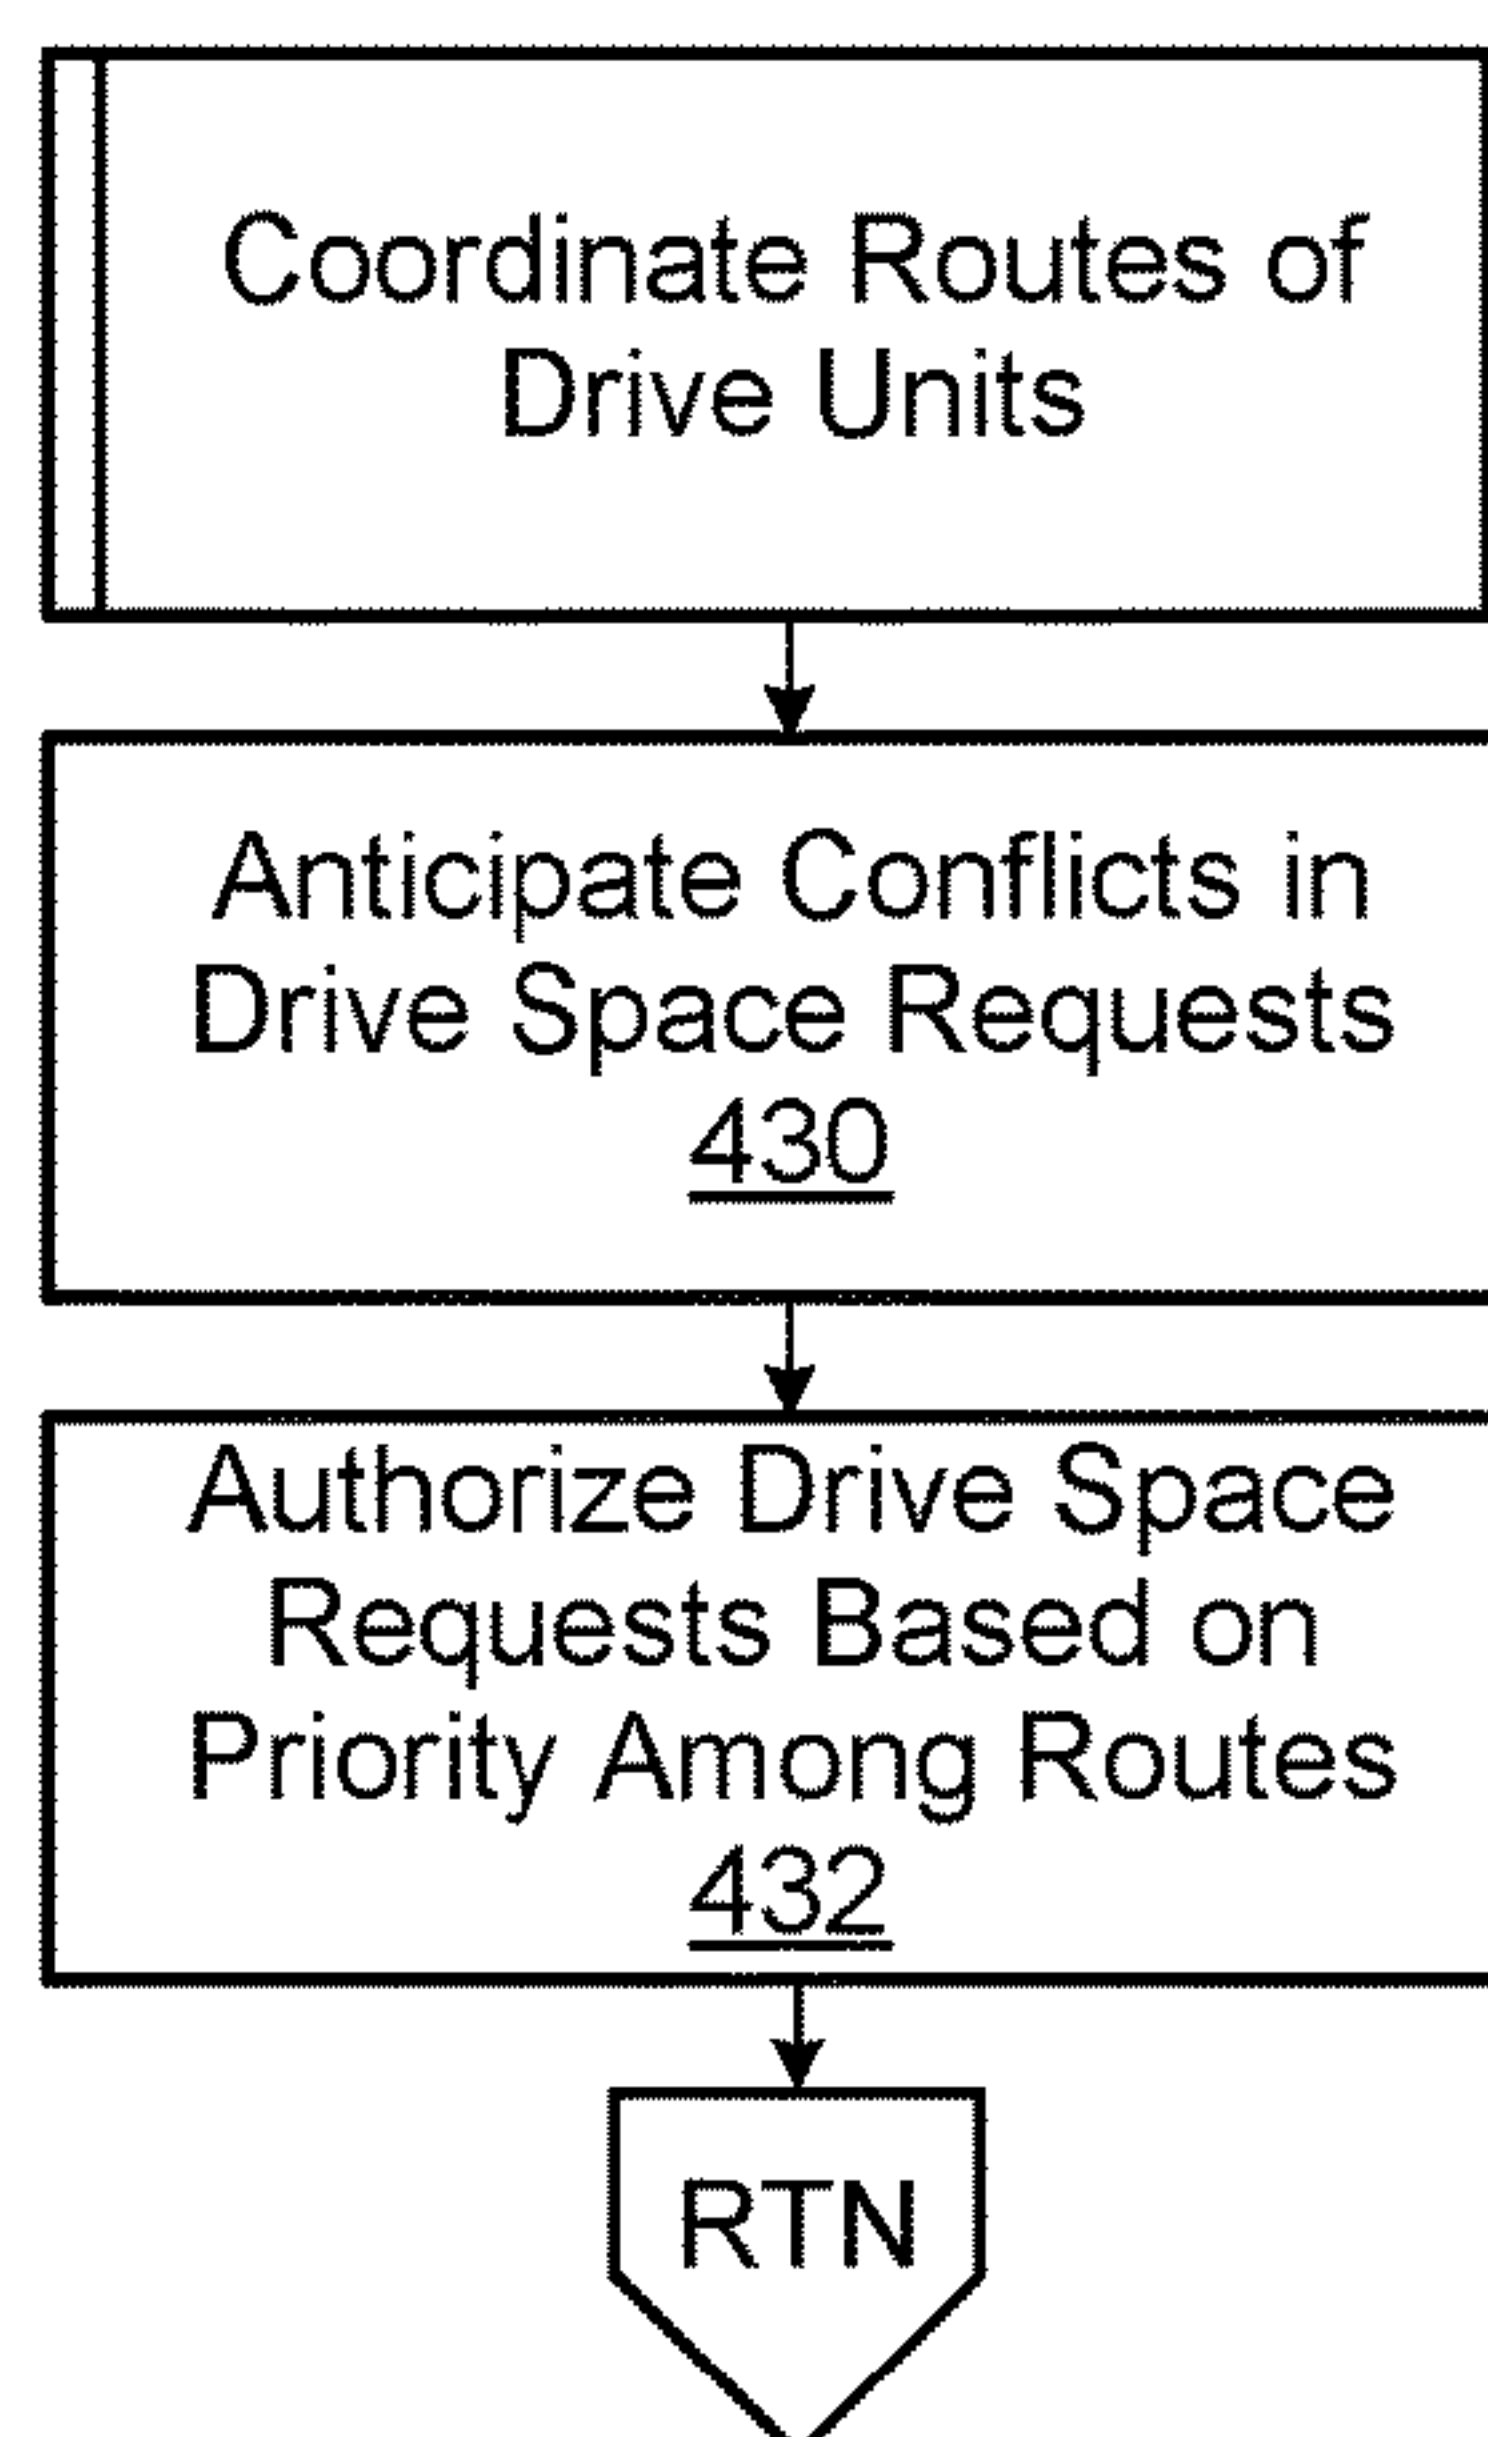 Coordinate Routes of
Drive Units
Anticipate Conflicts in
Drive Space Requests
430
Authorize Drive Space
Requests Based on
Priority Among Routes
432
RTN